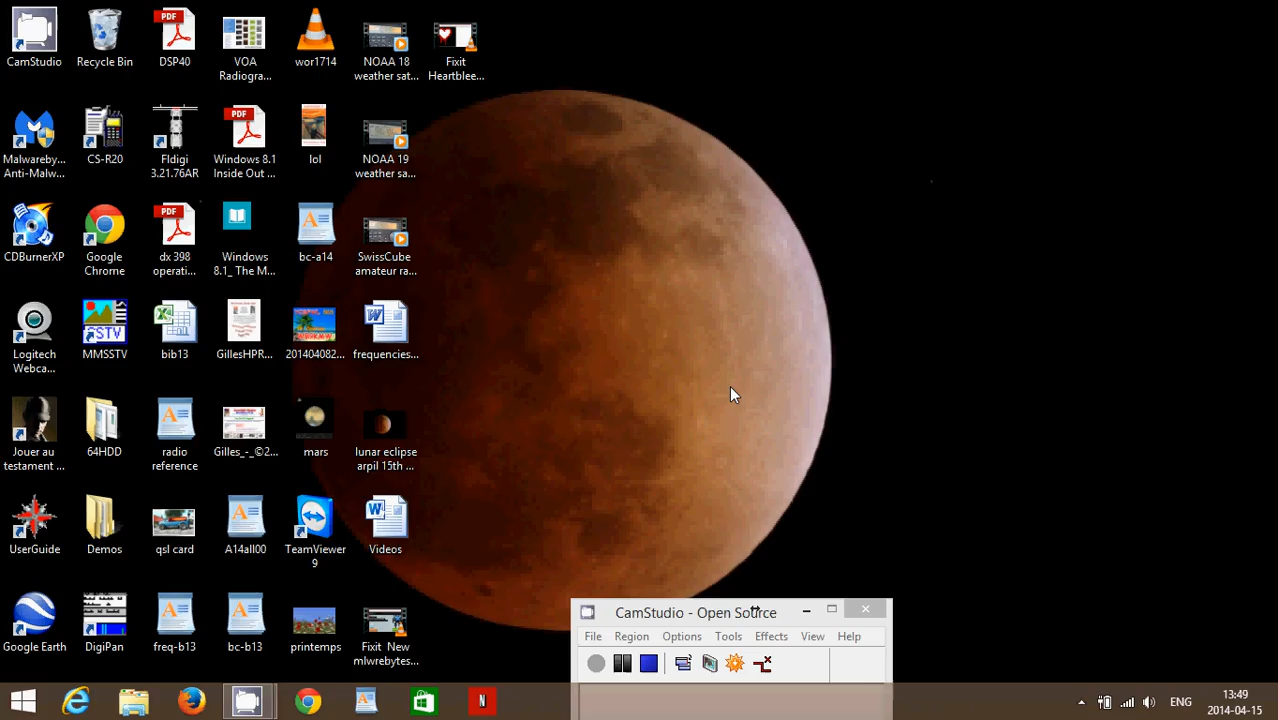 CamStudio
Recycle Bin
DSP40
VOA
Radiogra...
wor1714
NOAA 18
weather sat...
Fixit
Heartblee...
Malwareby...
Anti-Malw...
CS-R20
Fldigi
3.21.76AR
Windows 8.1
Inside Out ...
lol
NOAA 19
weather sa...
CDBurnerXP
Google
Chrome
dx 398
operati...
Windows
8.1_ The M...
bc-a14
SwissCube
amateur ra...
Logitech
Webca...
SSTV
MMSSTV
bib13
GillesHPR...
201404082...
frequencies...
Jouer au
testament ...
64HDD
radio
reference
Gilles_-_©2...
mars
lunar eclipse
arpil 15th ...
UserGuide
Demos
qsl card
A14all00
TeamViewer
9
Videos
Google Earth
DigiPan
freq-b13
bc-b13
printemps
Fixit New
mlwrebytes...
PDF
PDF
PDF
CamStudio - Open Source
File Region Options Tools Effects View Help
N
ENG
13:49
2014-04-15